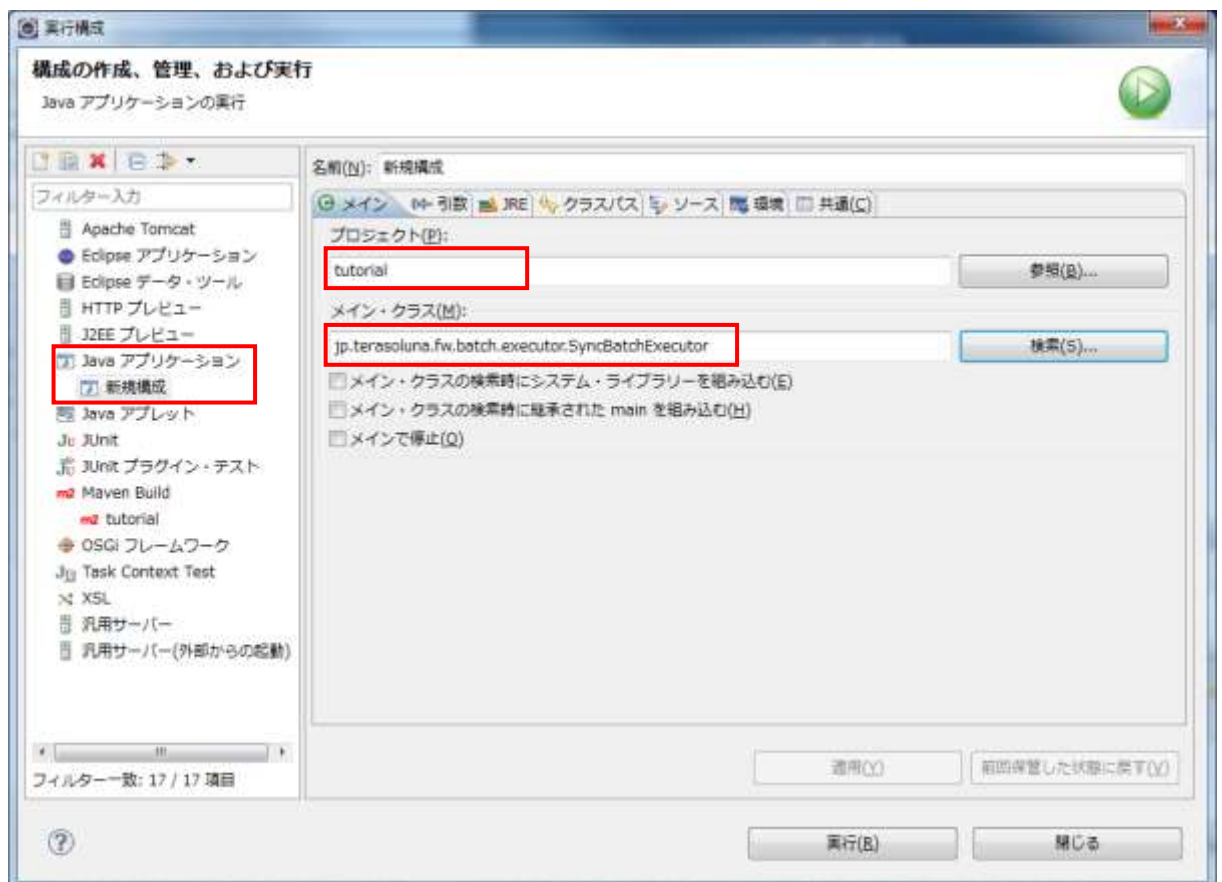 実行構成
構成の作成、管理、および実行
Java アプリケーションの実行
フィルター入力
Apache Tomcat
Eclipse アプリケーション
Eclipse データ・ツール
HTTP プレビュー
J2EE プレビュー
Java アプリケーション
新規構成
Java アプレット
JUnit
JUnit プラグイン・テスト
Maven Build
tutorial
OSGi フレームワーク
Task Context Test
XSL
汎用サーバー
汎用サーバー(外部からの起動)
フィルター一致: 17 / 17 項目
名前(N): 新規構成
メイン 引数 JRE クラスパス ソース 環境 共通(C)
プロジェクト(P):
tutorial 参照(B)...
メイン・クラス(M):
jp.terasoluna.fw.batch.executor.SyncBatchExecutor 検索(S)...
メイン・クラスの検索時にシステム・ライブラリーを組み込む(E)
メイン・クラスの検索時に継承された main を組み込む(H)
メインで停止(O)
適用(Y) 前回保管した状態に戻す(V)
実行(R) 閉じる